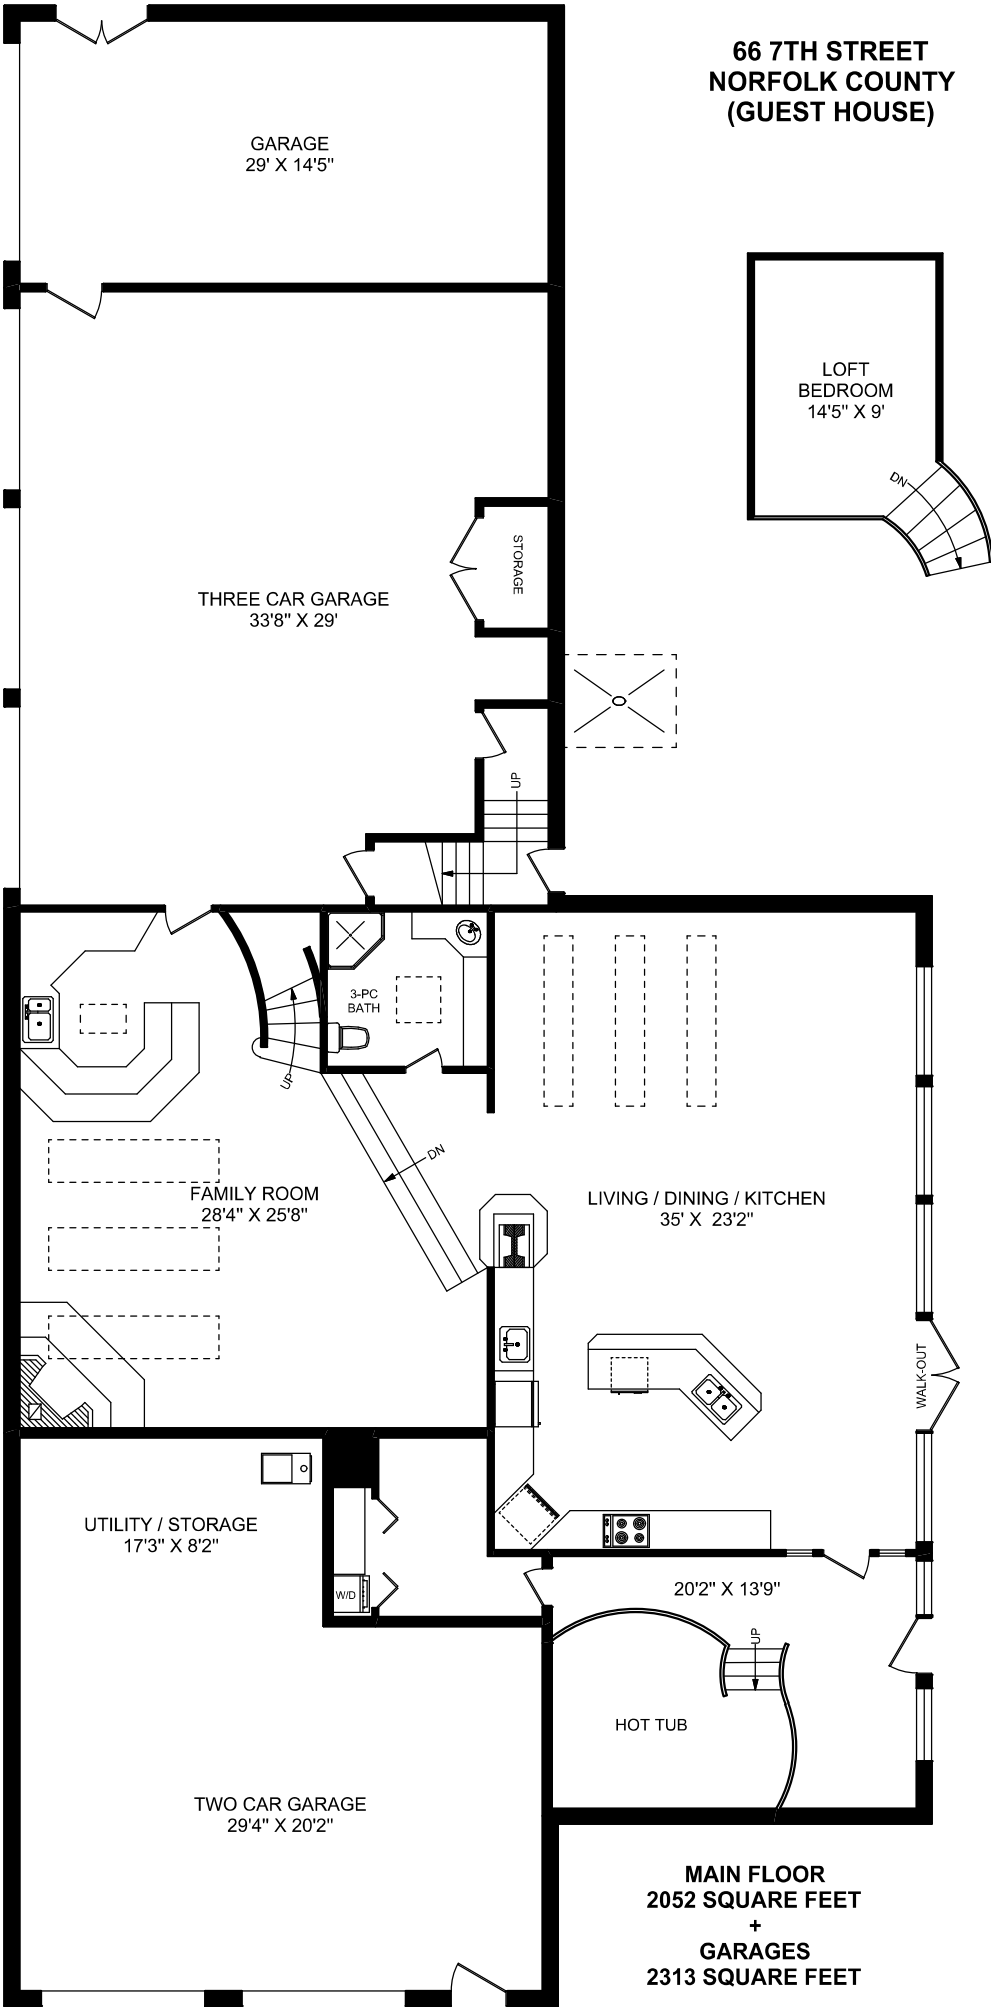 66 7TH STREET
NORFOLK COUNTY
(GUEST HOUSE)
GARAGE
29' X 14'5"
LOFT
BEDROOM
14'5" X 9'
DN
STORAGE
THREE CAR GARAGE
33'8" X 29'
UP
3-PC
BATH
UP
DN
FAMILY ROOM
28'4" X 25'8"
LIVING / DINING / KITCHEN
35' X 23'2"
WALK-OUT
UTILITY / STORAGE
17'3" X 8'2"
W/D
20'2" X 13'9"
UP
HOT TUB
TWO CAR GARAGE
29'4" X 20'2"
MAIN FLOOR
2052 SQUARE FEET
+
GARAGES
2313 SQUARE FEET